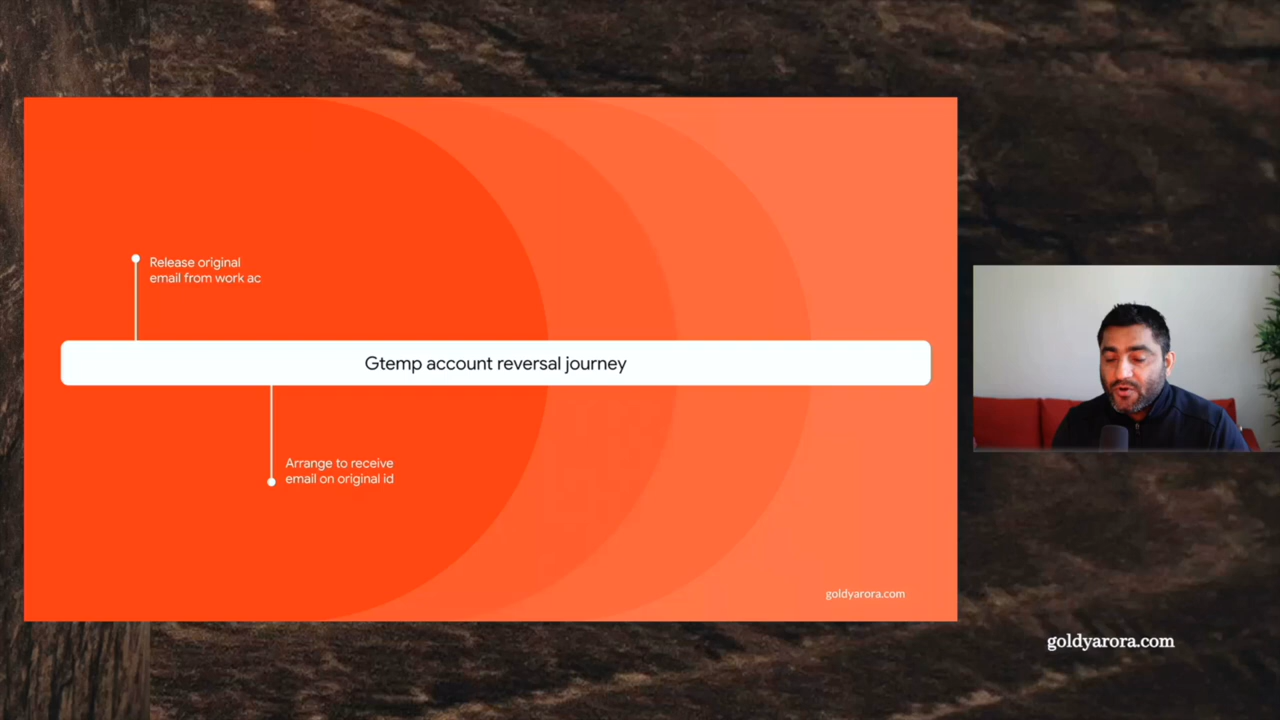 Release original
email from work ac
Gtemp account reversal journey
Arrange to receive
email on original id
goldyarora.com
goldyarora.com